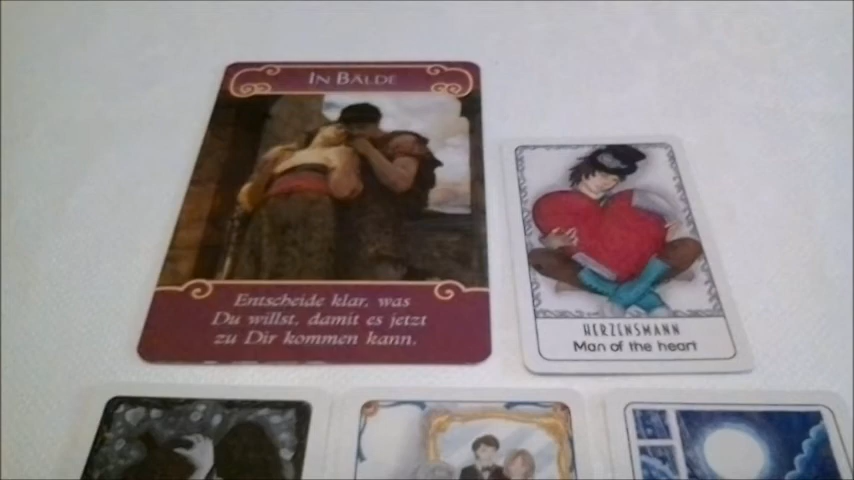 IN BÄLDE
Entscheide klar, was
Du willst, damit es jetzt
zu Dir kommen kann.
HERZENSMANN
Man of the heart